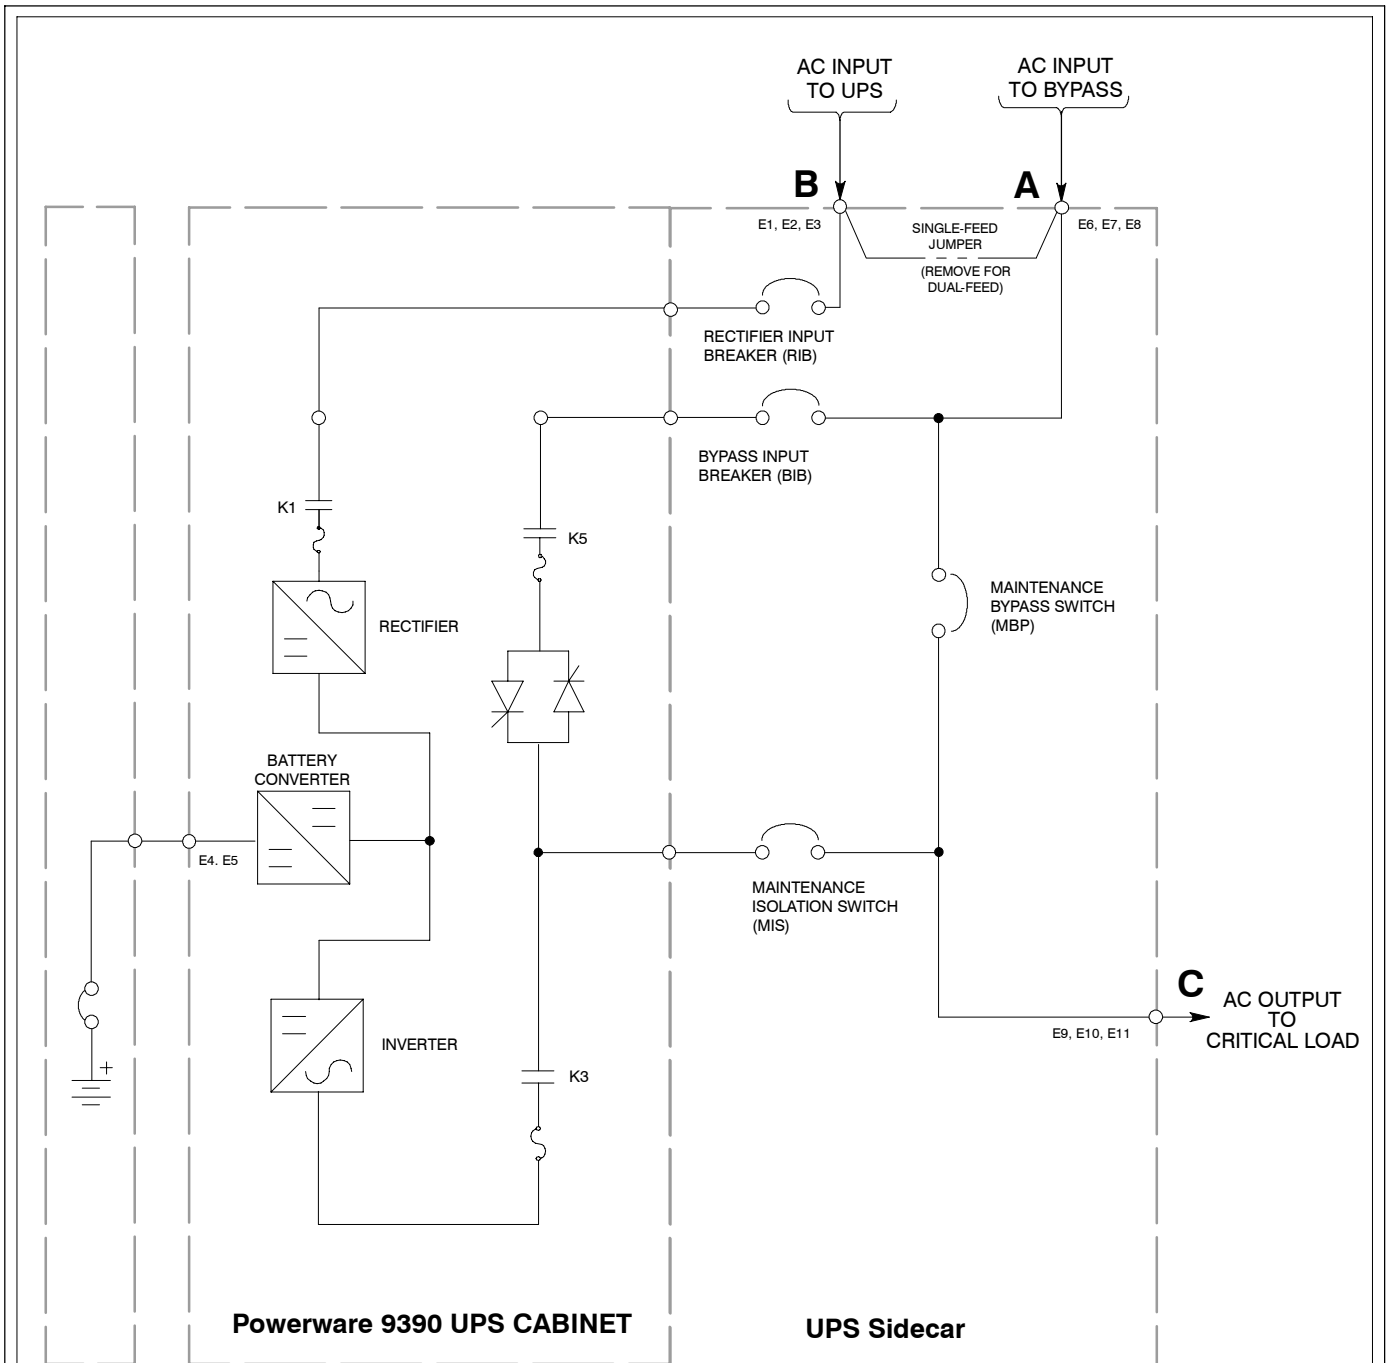 AC INPUT
TO UPS
AC INPUT
TO BYPASS
B
A
E1, E2, E3
SINGLE-FEED
JUMPER
(REMOVE FOR
DUAL-FEED)
E6, E7, E8
RECTIFIER INPUT
BREAKER (RIB)
BYPASS INPUT
BREAKER (BIB)
K1
K5
MAINTENANCE
BYPASS SWITCH
(MBP)
RECTIFIER
BATTERY
CONVERTER
E4. E5
MAINTENANCE
ISOLATION SWITCH
(MIS)
C
AC OUTPUT
TO
CRITICAL LOAD
E9, E10, E11
INVERTER
K3
+
Powerware 9390 UPS CABINET
UPS Sidecar